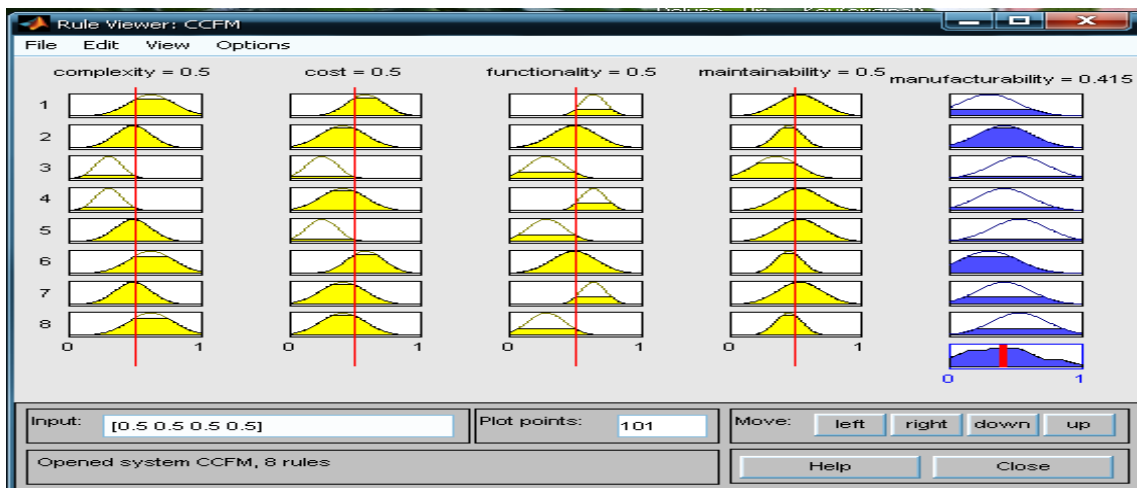 Rule Viewer: CCFM
File Edit View Options
complexity = 0.5 cost = 0.5 functionality = 0.5 maintainability = 0.5 manufacturability = 0.415
1
2
3
4
5
6
7
8
0 1 0 1 0 1 0 1
0 1
Input: [0.5 0.5 0.5 0.5] Plot points: 101 Move: left right down up
Opened system CCFM, 8 rules Help Close